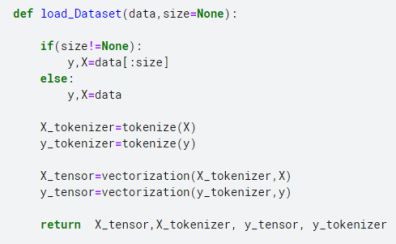 def load_Dataset(data,size=None):
if(size!=None):
y,X=data[:size]
else:
y,X=data
X_tokenizer=tokenize(X)
y_tokenizer=tokenize(y)
X_tensor=vectorization(X_tokenizer,X)
y_tensor=vectorization(y_tokenizer,y)
return X_tensor,X_tokenizer, y_tensor, y_tokenizer